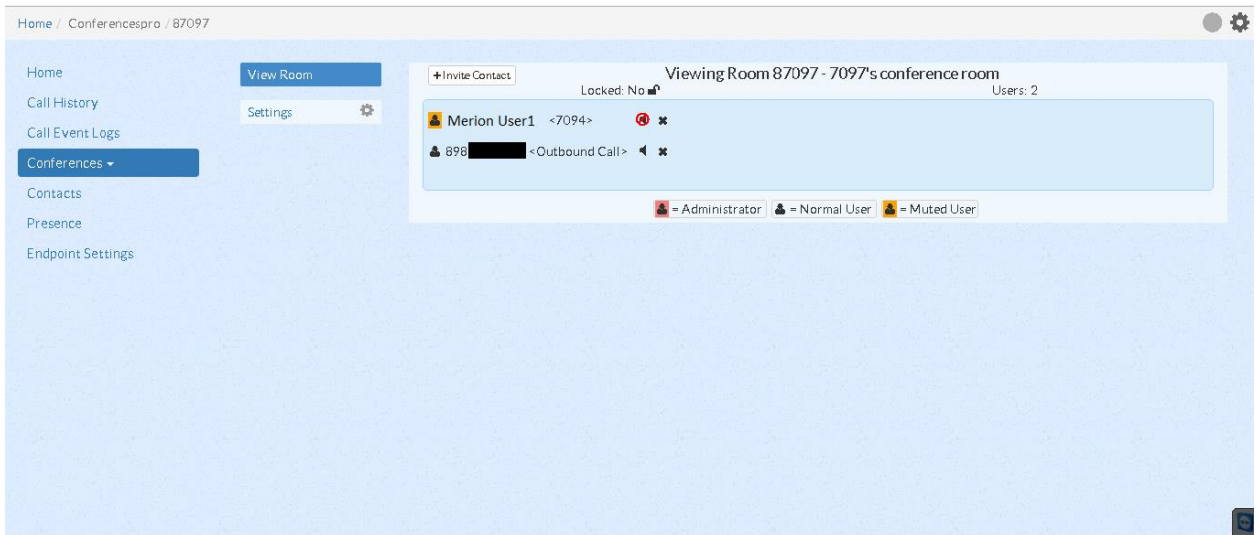 Home / Conferencespro / 87097
Home
Call History
Call Event Logs
Conferences
Contacts
Presence
Endpoint Settings
View Room
Settings
+Invite Contact
Viewing Room 87097 - 7097's conference room
Locked: No
Users: 2
Merion User1 <7094>
898 <Outbound Call>
= Administrator
= Normal User
= Muted User